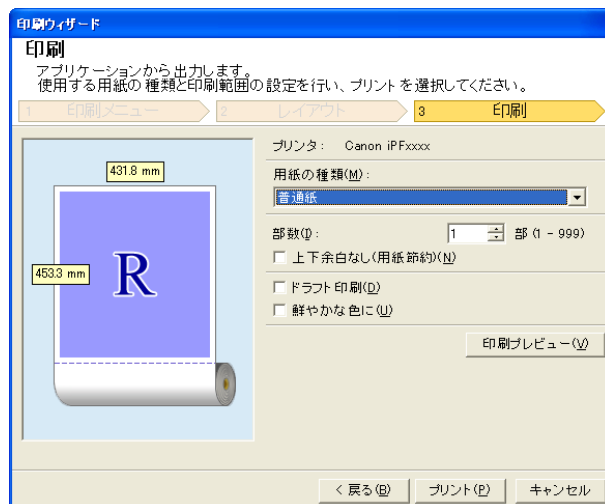 印刷ウィザード
印刷
アプリケーションから出力します。
使用する用紙の種類と印刷範囲の設定を行い、プリントを選択してください。
1 印刷メニュー 2 レイアウト 3 印刷
プリンタ： Canon iPFxxxx
431.8 mm
用紙の種類(M)：
普通紙
部数(I)： 1 部 (1 - 999)
上下余白なし(用紙節約)(N)
453.3 mm
R
ドラフト印刷(D)
鮮やかな色に(U)
印刷プレビュー(V)
< 戻る(B) プリント(P) キャンセル